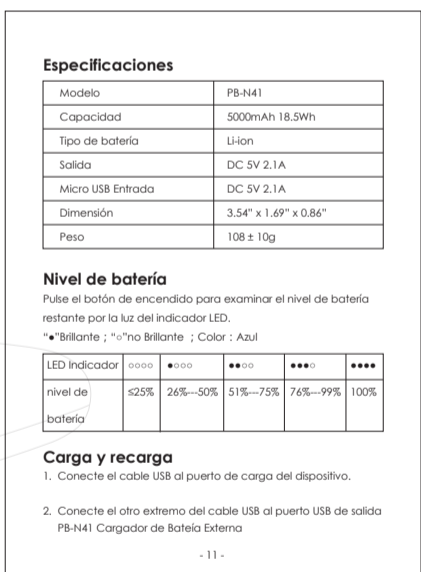 Especificaciones
Modelo PB-N41
Capacidad 5000mAh 18.5Wh
Tipo de batería Li-ion
Salida DC 5V 2.1A
Micro USB Entrada DC 5V 2.1A
Dimensión 3.54" x 1.69" x 0.86"
Peso 108 ± 10g
Nivel de batería
Pulse el botón de encendido para examinar el nivel de batería
restante por la luz del indicador LED.
"●"Brillante ; "○"no Brillante ; Color : Azul
LED Indicador ○○○○ ●○○○ ●●○○ ●●●○ ●●●●
nivel de ≤25% 26%---50% 51%---75% 76%---99% 100%
batería
Carga y recarga
1. Conecte el cable USB al puerto de carga del dispositivo.
2. Conecte el otro extremo del cable USB al puerto USB de salida
PB-N41 Cargador de Bateía Externa
- 11 -